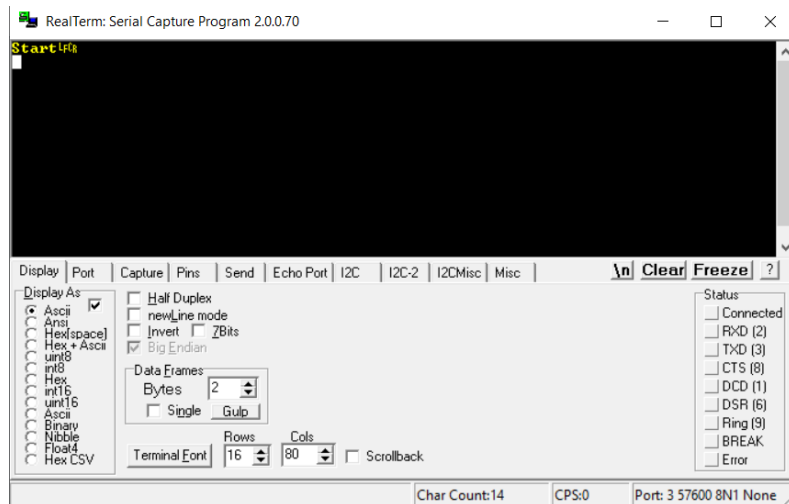 RealTerm: Serial Capture Program 2.0.0.70
StartLFCR
Display Port Capture Pins Send Echo Port I2C I2C-2 I2CMisc Misc \n Clear Freeze ?
Display As
Ascii
Ansi
Hex[space]
Hex + Ascii
uint8
int8
Hex
int16
uint16
Ascii
Binary
Nibble
Float4
Hex CSV
Half Duplex
newLine mode
Invert 7Bits
Big Endian
Data Frames
Bytes 2
Single Gulp
Rows Cols
Terminal Font 16 80 Scrollback
Status
Connected
RXD (2)
TXD (3)
CTS (8)
DCD (1)
DSR (6)
Ring (9)
BREAK
Error
Char Count:14 CPS:0 Port: 3 57600 8N1 None